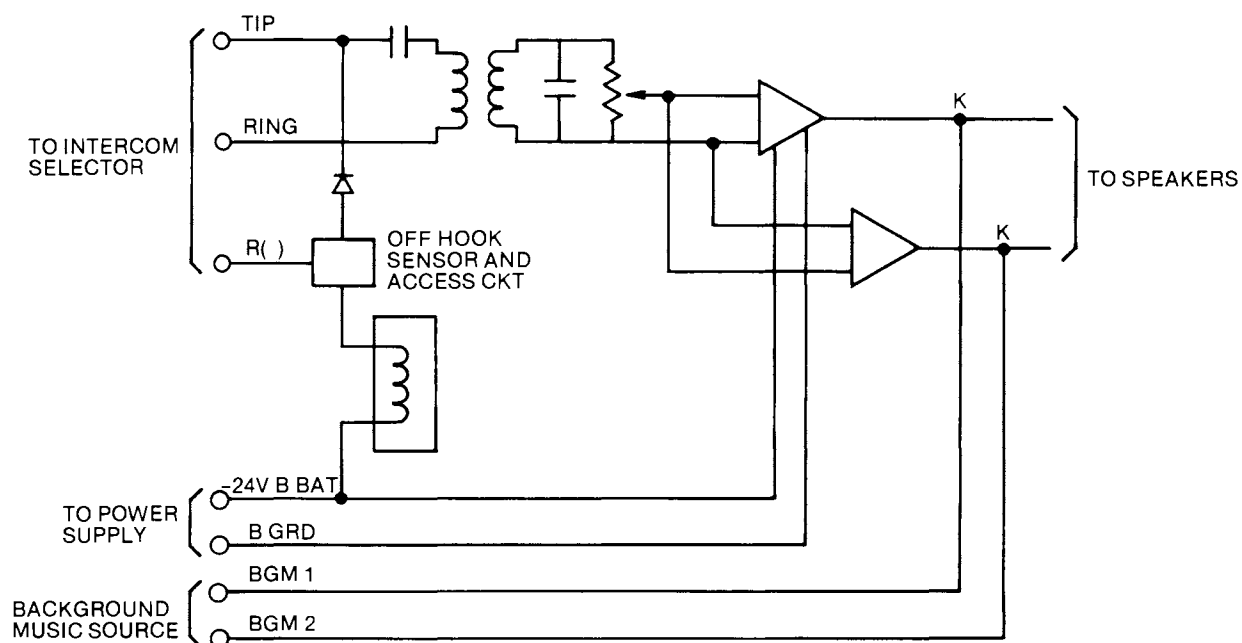 TIP
RING
TO INTERCOM
SELECTOR
R( )
OFF HOOK
SENSOR AND
ACCESS CKT
K
TO SPEAKERS
K
-24V B BAT
TO POWER
SUPPLY
B GRD
BGM 1
BACKGROUND
MUSIC SOURCE
BGM 2